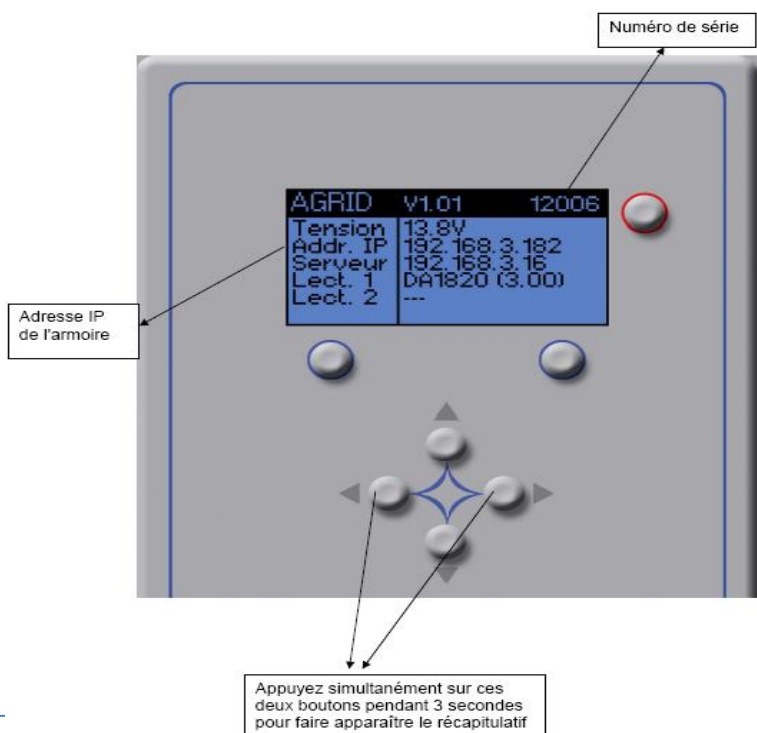 Numéro de série
AGRID V1.01 12006
Tension 13.8V
Addr. IP 192.168.3.182
Serveur 192.168.3.16
Lect. 1 DA1820 (3.00)
Lect. 2 ---
Adresse IP
de l'armoire
Appuyez simultanément sur ces
deux boutons pendant 3 secondes
pour faire apparaître le récapitulatif